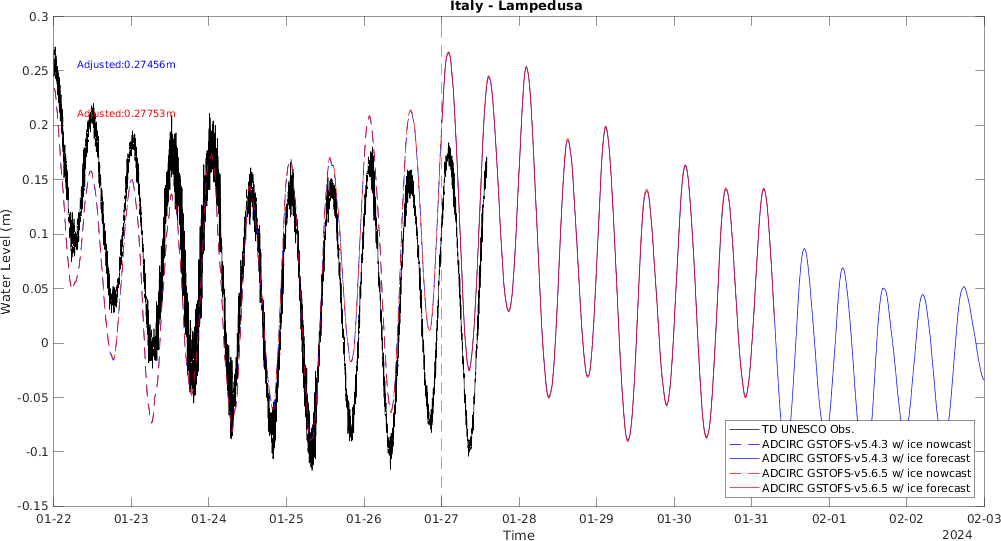 Italy - Lampedusa
0.3
0.25
0.2
0.15
0.1
0.05
0
-0.05
-0.1
-0.15
Water Level (m)
Adjusted:0.27456m
Adjusted:0.27753m
TD UNESCO Obs.
ADCIRC GSTOFS-v5.4.3 w/ ice nowcast
ADCIRC GSTOFS-v5.4.3 w/ ice forecast
ADCIRC GSTOFS-v5.6.5 w/ ice nowcast
ADCIRC GSTOFS-v5.6.5 w/ ice forecast
01-22 01-23 01-24 01-25 01-26 01-27 01-28 01-29 01-30 01-31 02-01 02-02 02-03
Time
2024